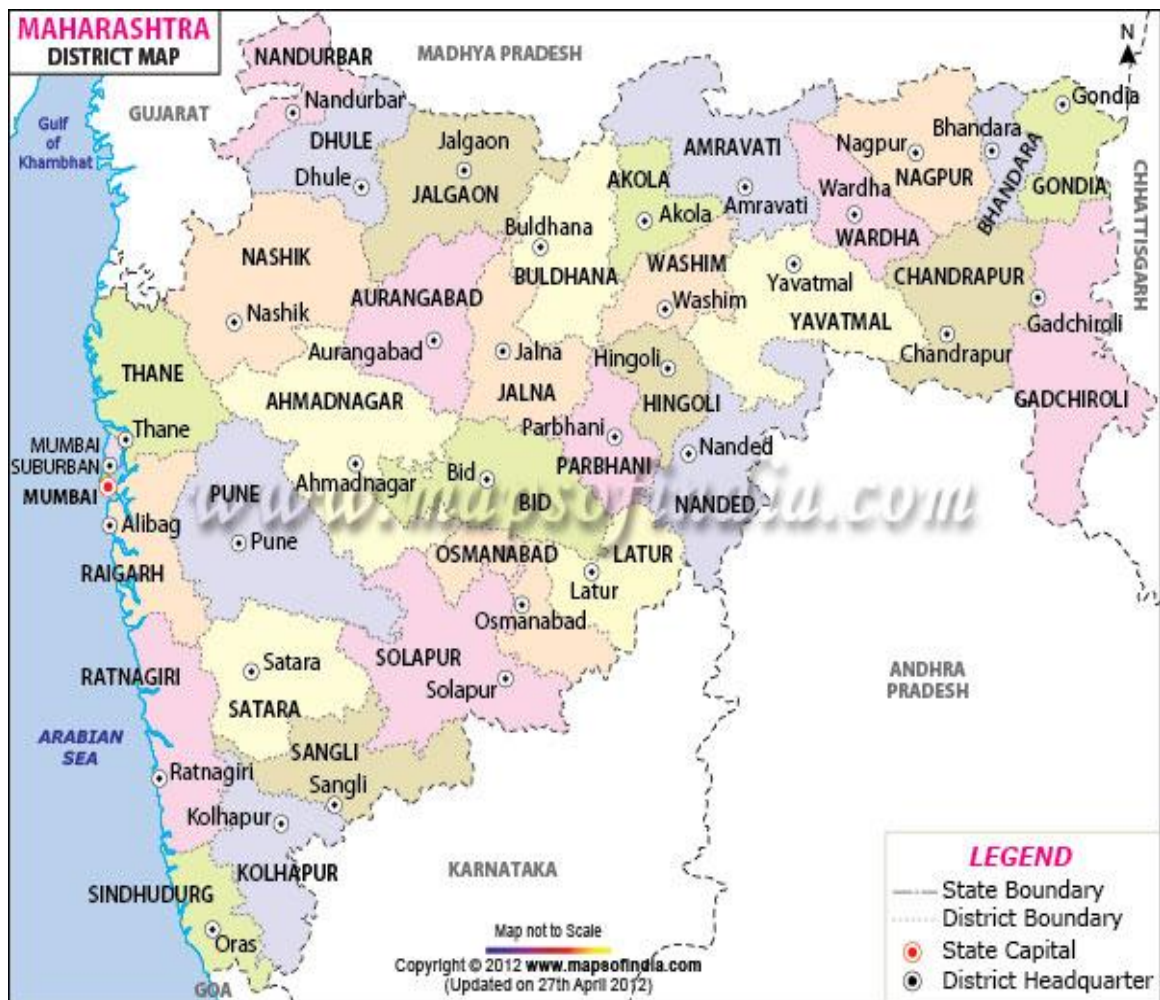 MAHARASHTRA
DISTRICT MAP
N
MADHYA PRADESH
GUJARAT
CHHATTISGARH
ANDHRA
PRADESH
KARNATAKA
GOA
Gulf
of
Khambhat
ARABIAN
SEA
NANDURBAR
Nandurbar
DHULE
Dhule
Jalgaon
JALGAON
Buldhana
BULDHANA
AKOLA
Akola
AMRAVATI
Amravati
Nagpur
NAGPUR
Wardha
WARDHA
Bhandara
BHANDARA
Gondia
GONDIA
NASHIK
Nashik
AURANGABAD
Aurangabad
Jalna
JALNA
WASHIM
Washim
Yavatmal
YAVATMAL
CHANDRAPUR
Chandrapur
Gadchiroli
GADCHIROLI
Hingoli
HINGOLI
THANE
Thane
MUMBAI
SUBURBAN
MUMBAI
AHMADNAGAR
Ahmadnagar
Parbhani
PARBHANI
Nanded
NANDED
Bid
BID
PUNE
Pune
Alibag
RAIGARH
www.mapsofindia.com
OSMANABAD
Osmanabad
LATUR
Latur
RATNAGIRI
Ratnagiri
Satara
SATARA
SOLAPUR
Solapur
SANGLI
Sangli
Kolhapur
KOLHAPUR
SINDHUDURG
Oras
Map not to Scale
Copyright © 2012 www.mapsofindia.com
(Updated on 27th April 2012)
LEGEND
State Boundary
District Boundary
State Capital
District Headquarter